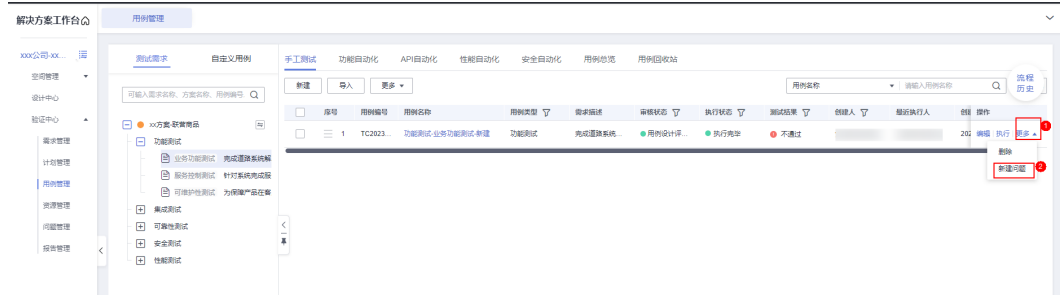 解决方案工作台
用例管理
xxx公司-xx...
空间管理
设计中心
验证中心
需求管理
计划管理
用例管理
资源管理
问题管理
报告管理
测试需求
自定义用例
可输入需求名称、方案名称、用例编号
xx方案-联营商品
功能测试
业务功能测试 完成道路系统解
服务控制测试 针对系统完成服
可维护性测试 为保障产品在客
集成测试
可靠性测试
安全测试
性能测试
手工测试 功能自动化 API自动化 性能自动化 安全自动化 用例总览 用例回收站
新建 导入 更多
用例名称 请输入用例名称
流程
历史
序号 用例编号 用例名称 用例类型 需求描述 审核状态 执行状态 测试结果 创建人 最近执行人 操作
1 TC2023... 功能测试-业务功能测试-新建 功能测试 完成道路系统... 用例设计评... 执行完毕 不通过 202 编辑 执行 更多
1
删除
新建问题 2